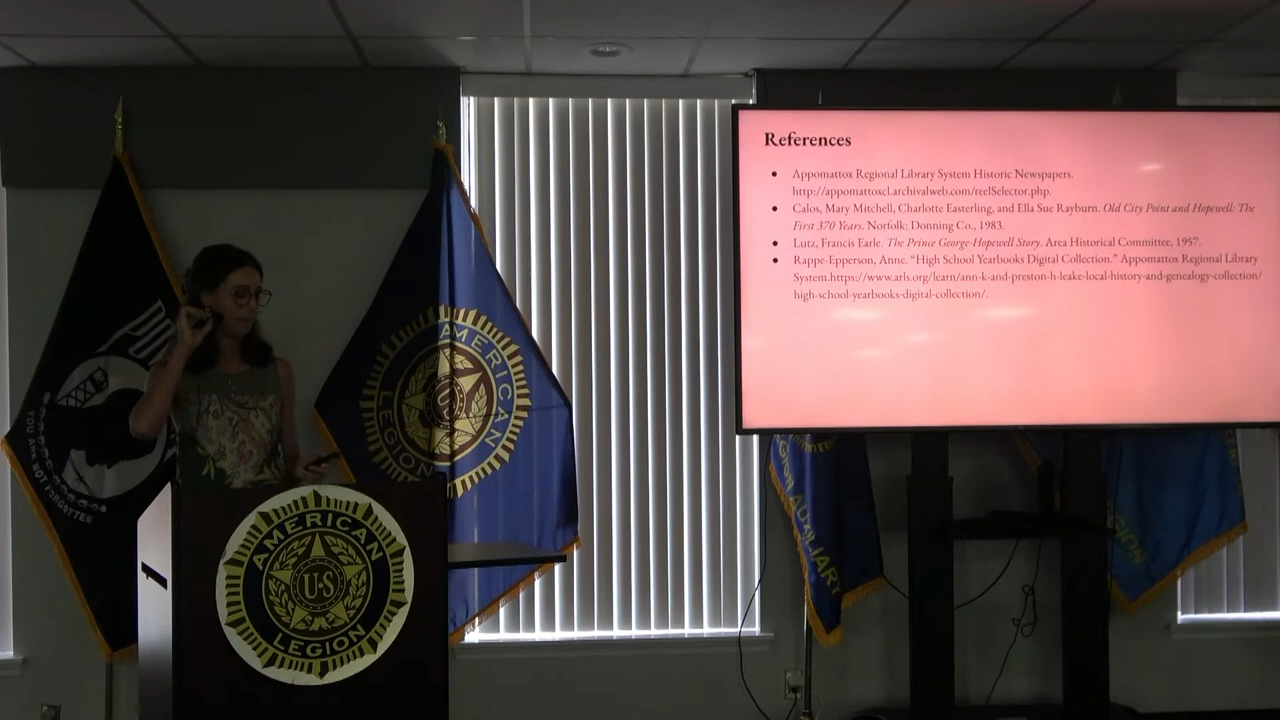 References
Appomattox Regional Library System Historic Newspapers.
http://appomattoxcl.archivalweb.com/reelSelector.php.
Calos, Mary Mitchell, Charlotte Easterling, and Ella Sue Rayburn. Old City Point and Hopewell: The
First 370 Years. Norfolk: Donning Co., 1983.
Lutz, Francis Earle. The Prince George-Hopewell Story. Area Historical Committee, 1957.
Rappe-Epperson, Anne. “High School Yearbooks Digital Collection.” Appomattox Regional Library
System.https://www.arls.org/learn/ann-k-and-preston-h-leake-local-history-and-genealogy-collection/
high-school-yearbooks-digital-collection/.
YOU ARE NOT FORGOTTEN
AMERICAN
US
LEGION
AMERICAN
U·S
LEGION
AUXILIARY